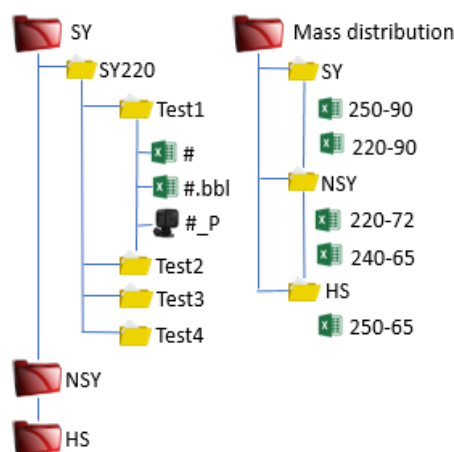 SY
SY220
Test1
#
#.bbl
#_P
Test2
Test3
Test4
NSY
HS
Mass distribution
SY
250-90
220-90
NSY
220-72
240-65
HS
250-65